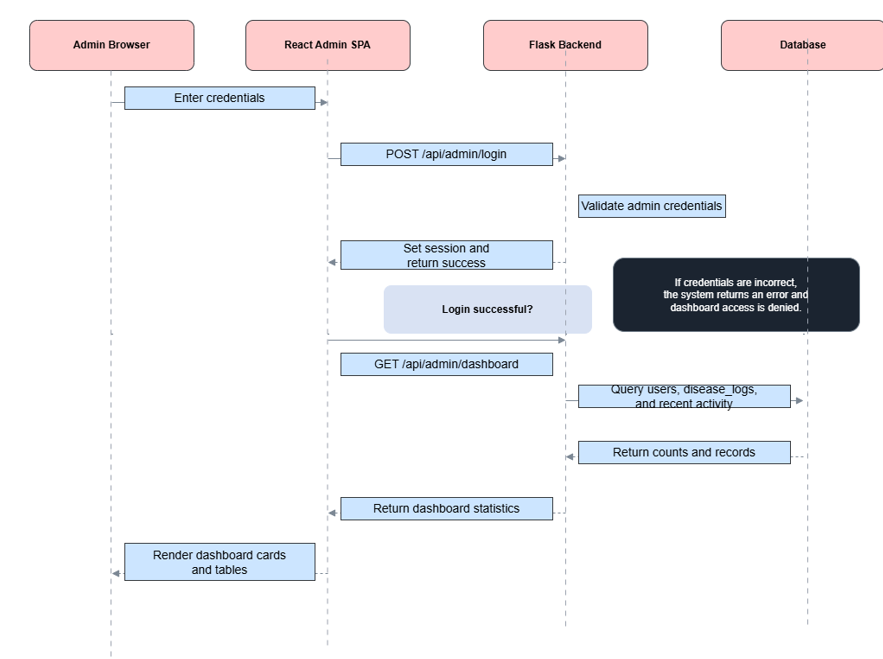 Admin Browser
React Admin SPA
Flask Backend
Database
Enter credentials
POST /api/admin/login
Validate admin credentials
Set session and
return success
If credentials are incorrect,
the system returns an error and
dashboard access is denied.
Login successful?
GET /api/admin/dashboard
Query users, disease_logs,
and recent activity
Return counts and records
Return dashboard statistics
Render dashboard cards
and tables